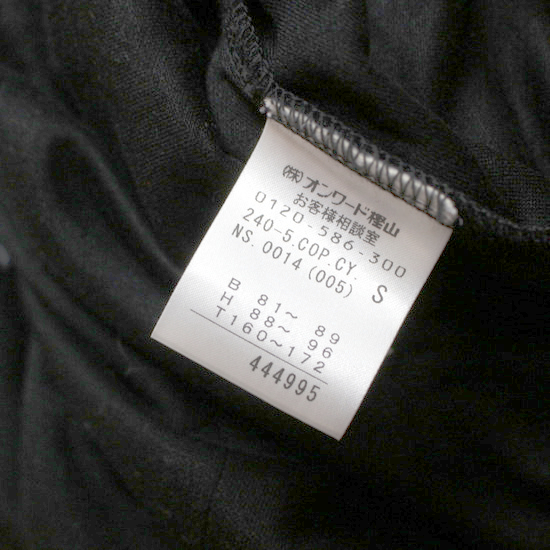 ㈱オンワード樫山
お客様相談室
0120-586-300
240-5.COP.CY. S
NS.0014(005)
B 81～ 89
H 88～ 96
T160～172
444995